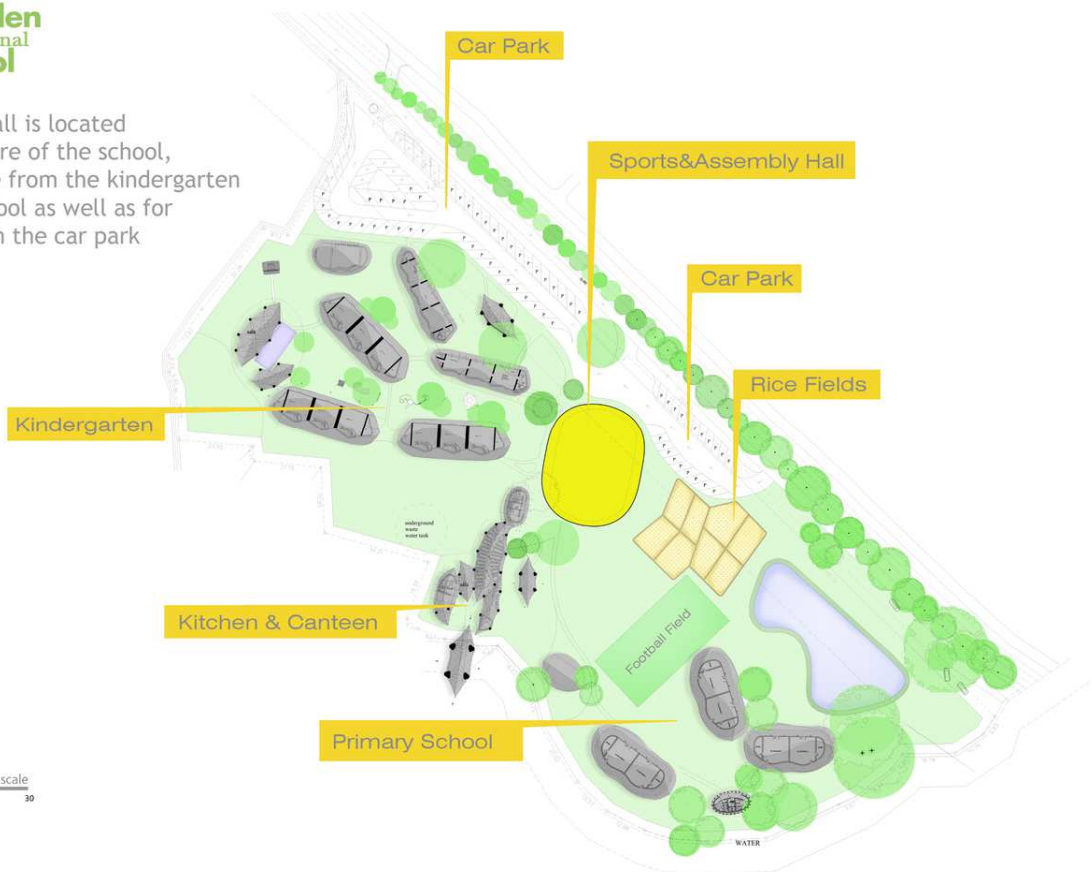 den
nal
ol
all is located
re of the school,
e from the kindergarten
ool as well as for
n the car park
Car Park
Sports&Assembly Hall
Car Park
Rice Fields
Kindergarten
underground
waste
water tank
Kitchen & Canteen
Football Field
Primary School
scale
30
WATER